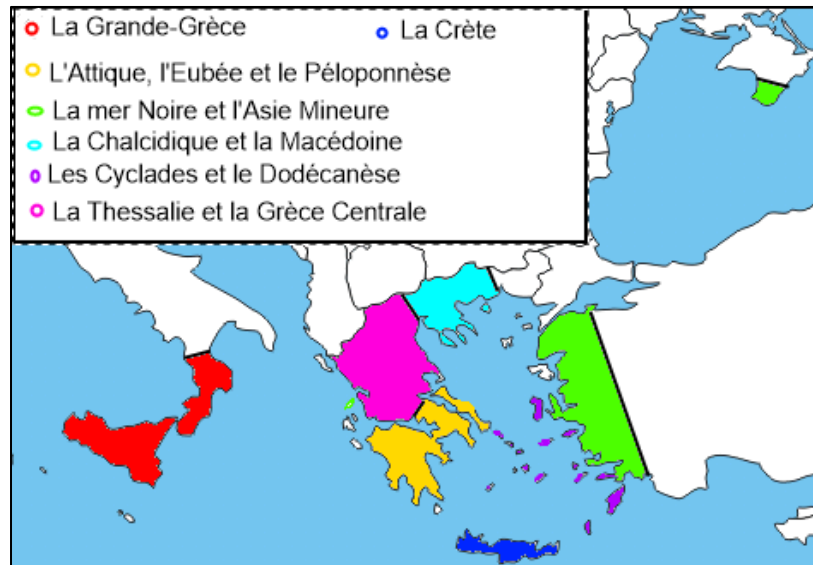 La Grande-Grèce
La Crète
L'Attique, l'Eubée et le Péloponnèse
La mer Noire et l'Asie Mineure
La Chalcidique et la Macédoine
Les Cyclades et le Dodécanèse
La Thessalie et la Grèce Centrale